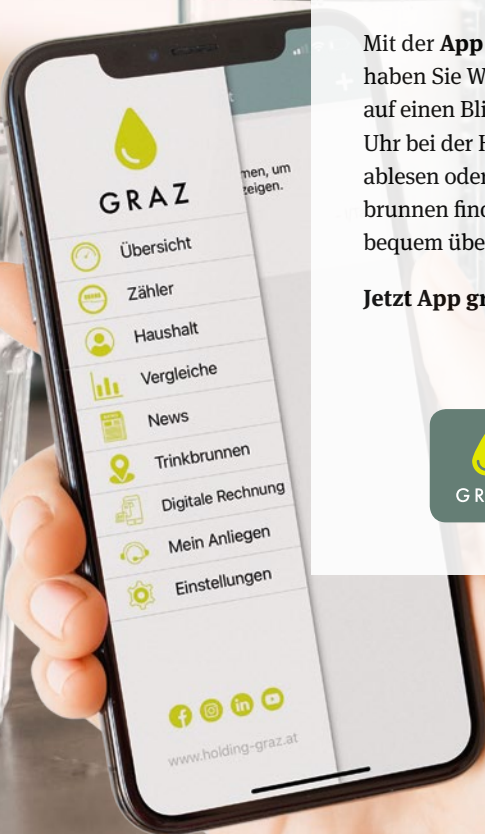 GRAZ
men, um
zeigen.
Übersicht
Zähler
Haushalt
Vergleiche
News
Trinkbrunnen
Digitale Rechnung
Mein Anliegen
Einstellungen
www.holding-graz.at
Mit der App
haben Sie W
auf einen Bli
Uhr bei der H
ablesen oder
brunnen find
bequem übe
Jetzt App gr
GR